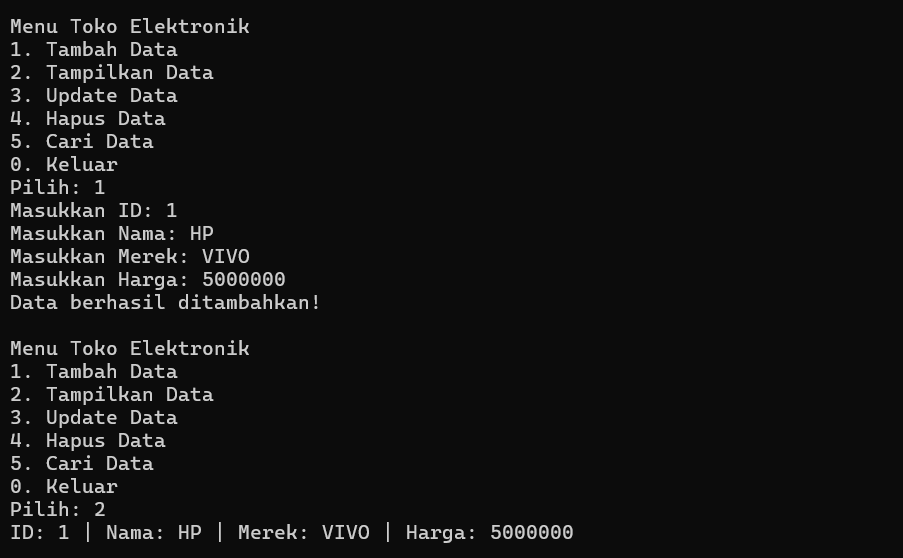 Menu Toko Elektronik
1. Tambah Data
2. Tampilkan Data
3. Update Data
4. Hapus Data
5. Cari Data
0. Keluar
Pilih: 1
Masukkan ID: 1
Masukkan Nama: HP
Masukkan Merek: VIVO
Masukkan Harga: 5000000
Data berhasil ditambahkan!
Menu Toko Elektronik
1. Tambah Data
2. Tampilkan Data
3. Update Data
4. Hapus Data
5. Cari Data
0. Keluar
Pilih: 2
ID: 1 | Nama: HP | Merek: VIVO | Harga: 5000000